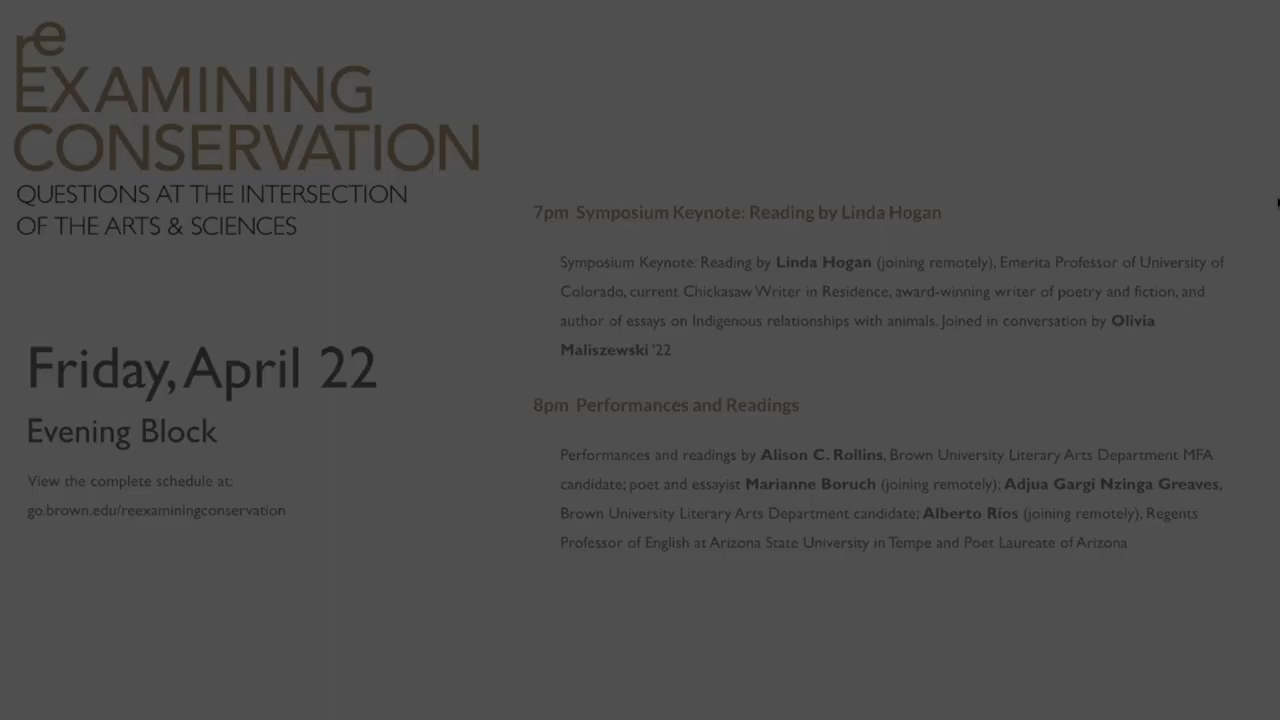 re
EXAMINING
CONSERVATION
QUESTIONS AT THE INTERSECTION
OF THE ARTS & SCIENCES
Friday, April 22
Evening Block
View the complete schedule at:
go.brown.edu/reexaminingconservation
7pm Symposium Keynote: Reading by Linda Hogan
Symposium Keynote: Reading by Linda Hogan (joining remotely), Emerita Professor of University of
Colorado, current Chickasaw Writer in Residence, award-winning writer of poetry and fiction, and
author of essays on Indigenous relationships with animals. Joined in conversation by Olivia
Maliszewski '22
8pm Performances and Readings
Performances and readings by Alison C. Rollins, Brown University Literary Arts Department MFA
candidate; poet and essayist Marianne Boruch (joining remotely); Adjua Gargi Nzinga Greaves,
Brown University Literary Arts Department candidate; Alberto Ríos (joining remotely), Regents
Professor of English at Arizona State University in Tempe and Poet Laureate of Arizona